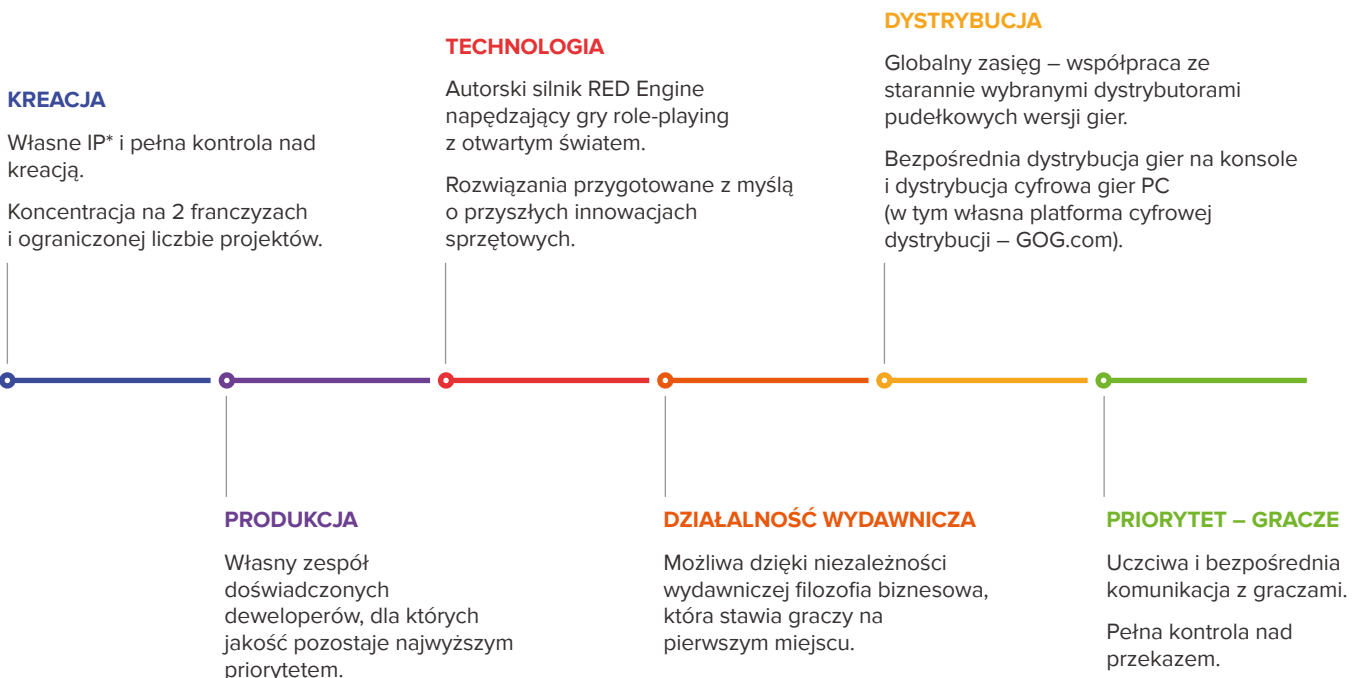 KREACJA
Własne IP* i pełna kontrola nad
kreacją.
Koncentracja na 2 franczyzach
i ograniczonej liczbie projektów.
PRODUKCJA
Własny zespół
doświadczonych
deweloperów, dla których
jakość pozostaje najwyższym
priorytetem.
TECHNOLOGIA
Autorski silnik RED Engine
napędzający gry role-playing
z otwartym światem.
Rozwiązania przygotowane z myślą
o przyszłych innowacjach
sprzętowych.
DZIAŁALNOŚĆ WYDAWNICZA
Możliwa dzięki niezależności
wydawniczej filozofia biznesowa,
która stawia graczy na
pierwszym miejscu.
DYSTRYBUCJA
Globalny zasięg – współpraca ze
starannie wybranymi dystrybutorami
pudełkowych wersji gier.
Bezpośrednia dystrybucja gier na konsole
i dystrybucja cyfrowa gier PC
(w tym własna platforma cyfrowej
dystrybucji – GOG.com).
PRIORYTET – GRACZE
Uczciwa i bezpośrednia
komunikacja z graczami.
Pełna kontrola nad
przekazem.